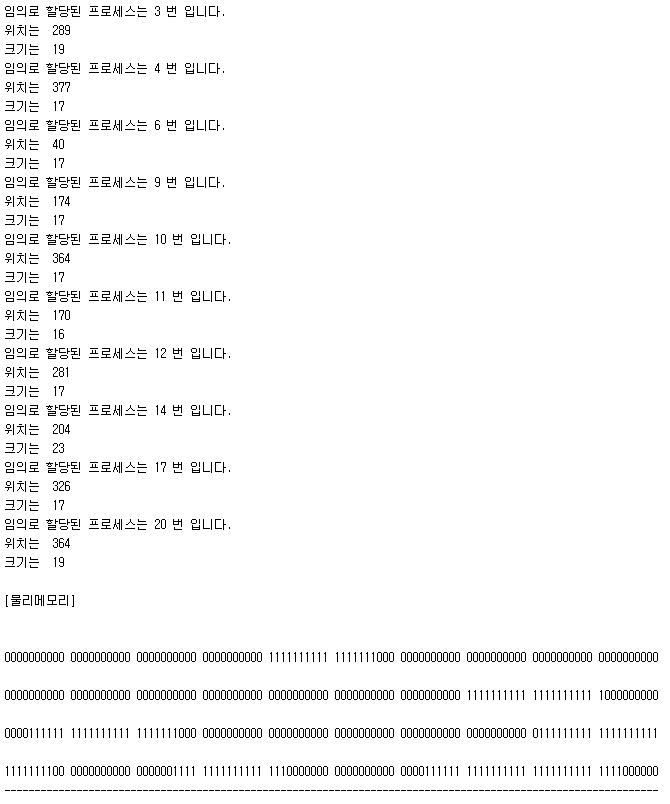 임의로 할당된 프로세스는 3 번 입니다.
위치는 289
크기는 19
임의로 할당된 프로세스는 4 번 입니다.
위치는 377
크기는 17
임의로 할당된 프로세스는 6 번 입니다.
위치는 40
크기는 17
임의로 할당된 프로세스는 9 번 입니다.
위치는 174
크기는 17
임의로 할당된 프로세스는 10 번 입니다.
위치는 364
크기는 17
임의로 할당된 프로세스는 11 번 입니다.
위치는 170
크기는 16
임의로 할당된 프로세스는 12 번 입니다.
위치는 281
크기는 17
임의로 할당된 프로세스는 14 번 입니다.
위치는 204
크기는 23
임의로 할당된 프로세스는 17 번 입니다.
위치는 326
크기는 17
임의로 할당된 프로세스는 20 번 입니다.
위치는 364
크기는 19
[물리메모리]
0000000000 0000000000 0000000000 0000000000 1111111111 1111111000 0000000000 0000000000 0000000000 0000000000
0000000000 0000000000 0000000000 0000000000 0000000000 0000000000 0000000000 1111111111 1111111111 1000000000
0000111111 1111111111 1111111000 0000000000 0000000000 0000000000 0000000000 0000000000 0111111111 1111111111
1111111100 0000000000 0000001111 1111111111 1110000000 0000000000 0000111111 1111111111 1111111111 1111000000